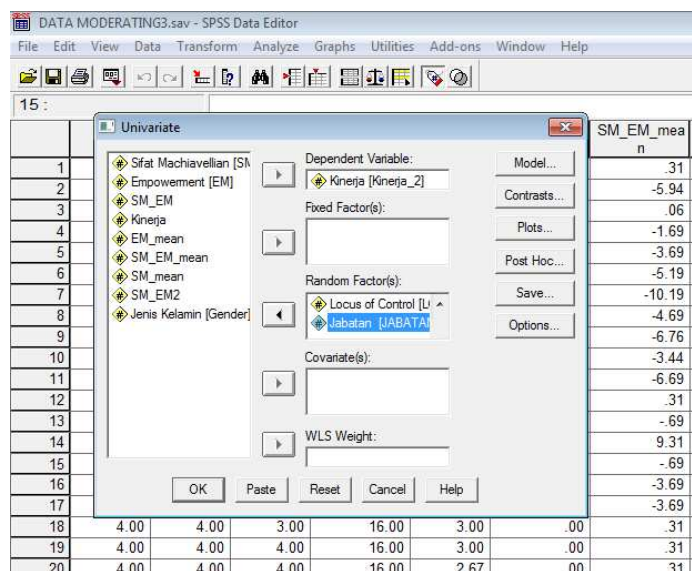 DATA MODERATING3.sav - SPSS Data Editor
File Edit View Data Transform Analyze Graphs Utilities Add-ons Window Help
15 :
Univariate
SM_EM_mea
n
Sifat Machiavellian [SM
Empowerment [EM]
SM_EM
Kinerja
EM_mean
SM_EM_mean
SM_mean
SM_EM2
Jenis Kelamin [Gender]
Dependent Variable:
Kinerja [Kinerja_2]
Fixed Factor(s):
Random Factor(s):
Locus of Control [L
Jabatan [JABATAN
Covariate(s):
WLS Weight:
Model...
Contrasts...
Plots...
Post Hoc...
Save...
Options...
OK Paste Reset Cancel Help
1 .31
2 -5.94
3 .06
4 -1.69
5 -3.69
6 -5.19
7 -10.19
8 -4.69
9 -6.76
10 -3.44
11 -6.69
12 .31
13 -.69
14 9.31
15 -.69
16 -3.69
17 -3.69
18 4.00 4.00 3.00 16.00 3.00 .00 .31
19 4.00 4.00 4.00 16.00 3.00 .00 .31
20 4.00 4.00 4.00 16.00 2.67 .00 .31